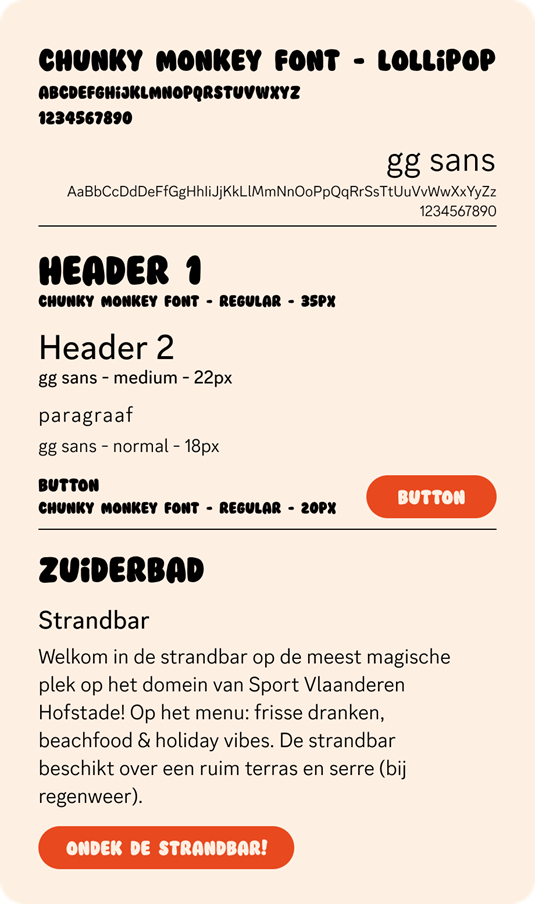 CHUNKY MONKEY FONT - LOLLiPOP
ABCDEFGHiJKLMNOPQRSTUVWXYZ
1234567890
gg sans
AaBbCcDdDeFfGgHhIiJjKkLlMmNnOoPpQqRrSsTtUuVvWwXxYyZz
1234567890
HEADER 1
CHUNKY MONKEY FONT - REGULAR - 35PX
Header 2
gg sans - medium - 22px
paragraaf
gg sans - normal - 18px
BUTTON
CHUNKY MONKEY FONT - REGULAR - 20PX
BUTTON
ZUiDERBAD
Strandbar
Welkom in de strandbar op de meest magische
plek op het domein van Sport Vlaanderen
Hofstade! Op het menu: frisse dranken,
beachfood & holiday vibes. De strandbar
beschikt over een ruim terras en serre (bij
regenweer).
ONDEK DE STRANDBAR!